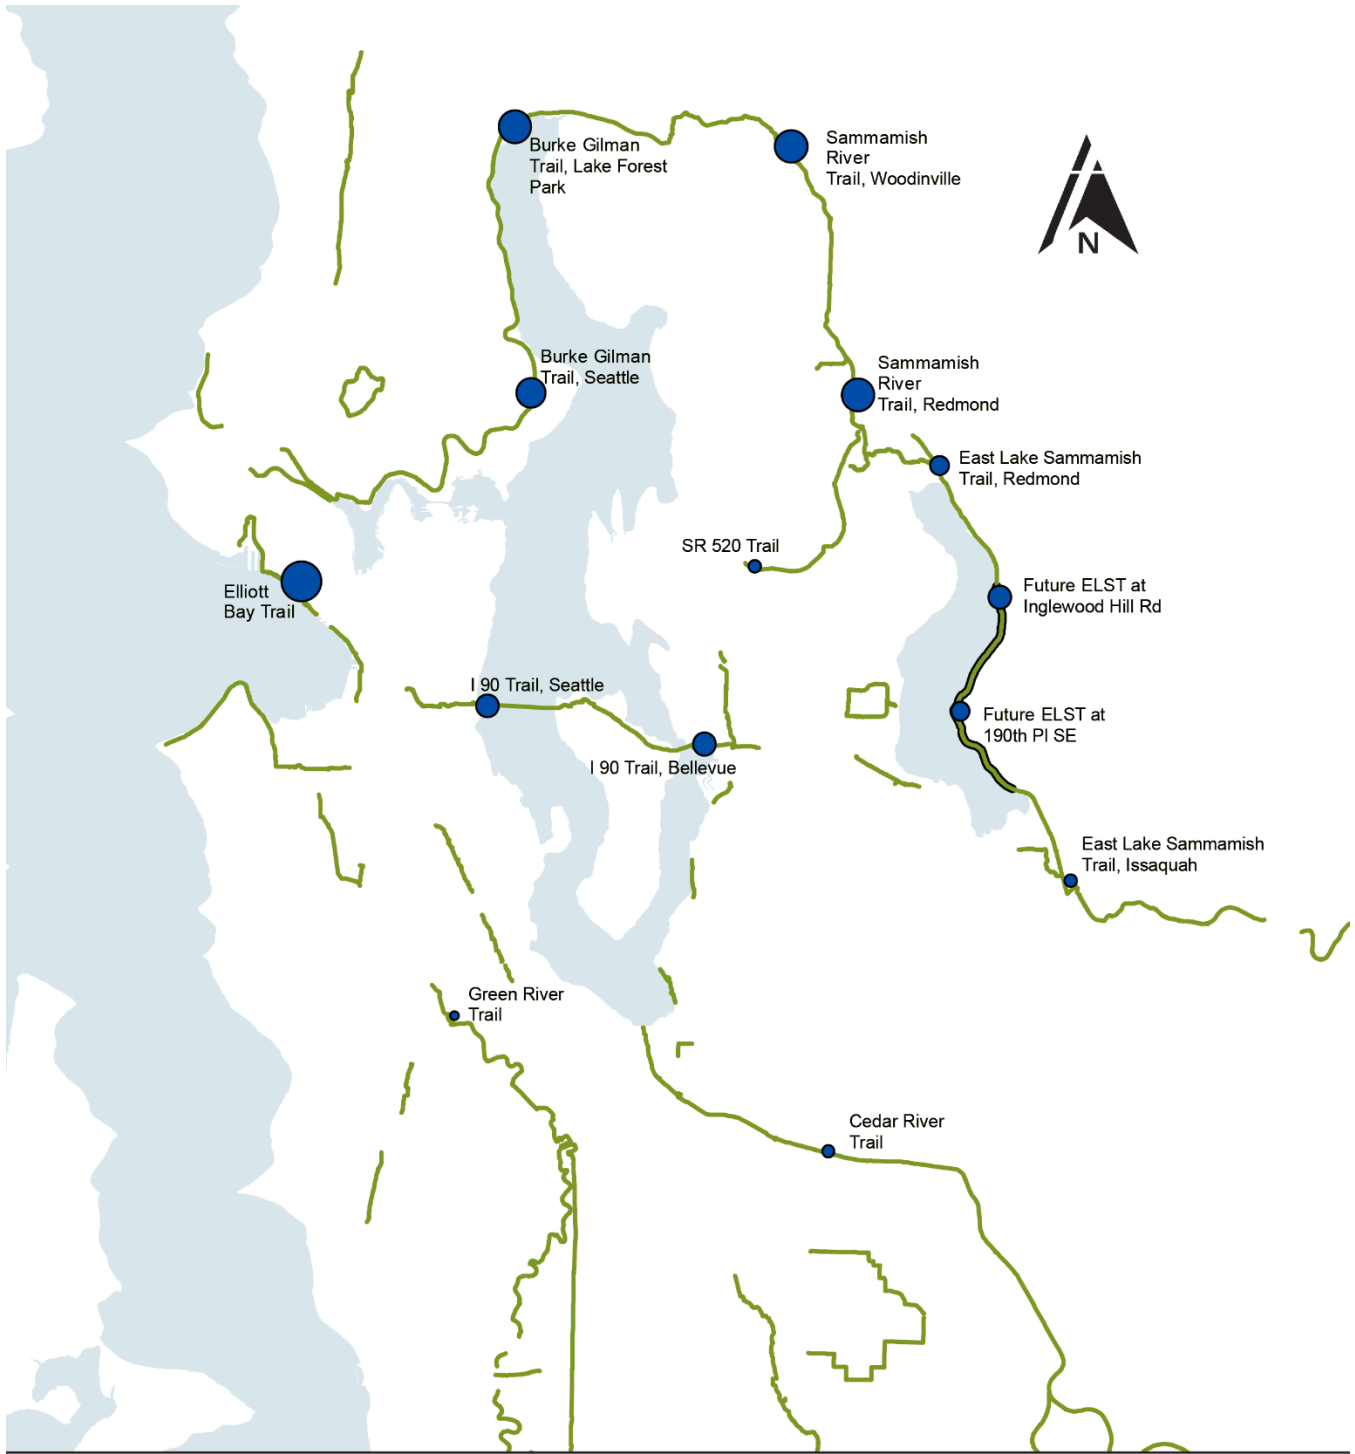 Burke Gilman
Trail, Lake Forest
Park
Sammamish
River
Trail, Woodinville
N
Burke Gilman
Trail, Seattle
Sammamish
River
Trail, Redmond
East Lake Sammamish
Trail, Redmond
SR 520 Trail
Elliott
Bay Trail
Future ELST at
Inglewood Hill Rd
I 90 Trail, Seattle
Future ELST at
190th Pl SE
I 90 Trail, Bellevue
East Lake Sammamish
Trail, Issaquah
Green River
Trail
Cedar River
Trail